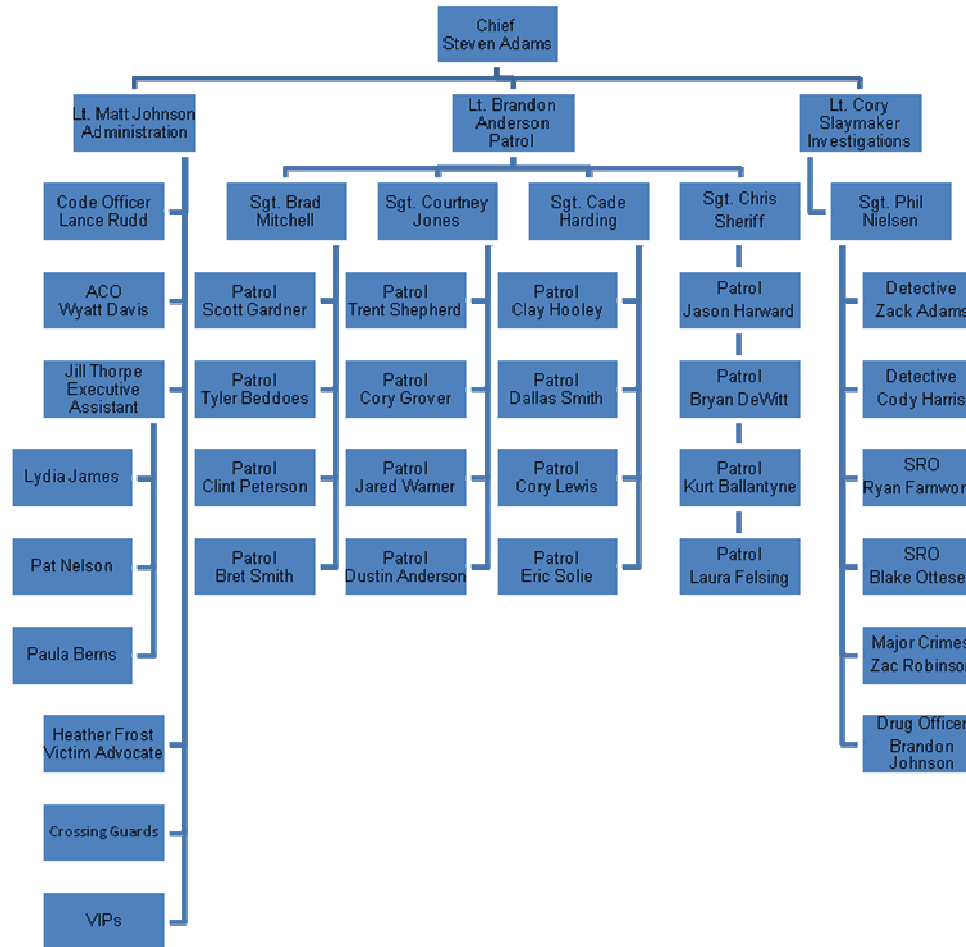 Chief
Steven Adams
Lt. Matt Johnson
Administration
Lt. Brandon
Anderson
Patrol
Lt. Cory
Slaymaker
Investigations
Code Officer
Lance Rudd
ACO
Wyatt Davis
Jill Thorpe
Executive
Assistant
Lydia James
Pat Nelson
Paula Berns
Heather Frost
Victim Advocate
Crossing Guards
VIPs
Sgt. Brad
Mitchell
Patrol
Scott Gardner
Patrol
Tyler Beddoes
Patrol
Clint Peterson
Patrol
Bret Smith
Sgt. Courtney
Jones
Patrol
Trent Shepherd
Patrol
Cory Grover
Patrol
Jared Warner
Patrol
Dustin Anderson
Sgt. Cade
Harding
Patrol
Clay Hooley
Patrol
Dallas Smith
Patrol
Cory Lewis
Patrol
Eric Solie
Sgt. Chris
Sheriff
Patrol
Jason Harward
Patrol
Bryan DeWitt
Patrol
Kurt Ballantyne
Patrol
Laura Felsing
Sgt. Phil
Nielsen
Detective
Zack Adams
Detective
Cody Harris
SRO
Ryan
SRO
Blake
Major Crimes
Zac Robinson
Drug Officer
Brandon
Johnson